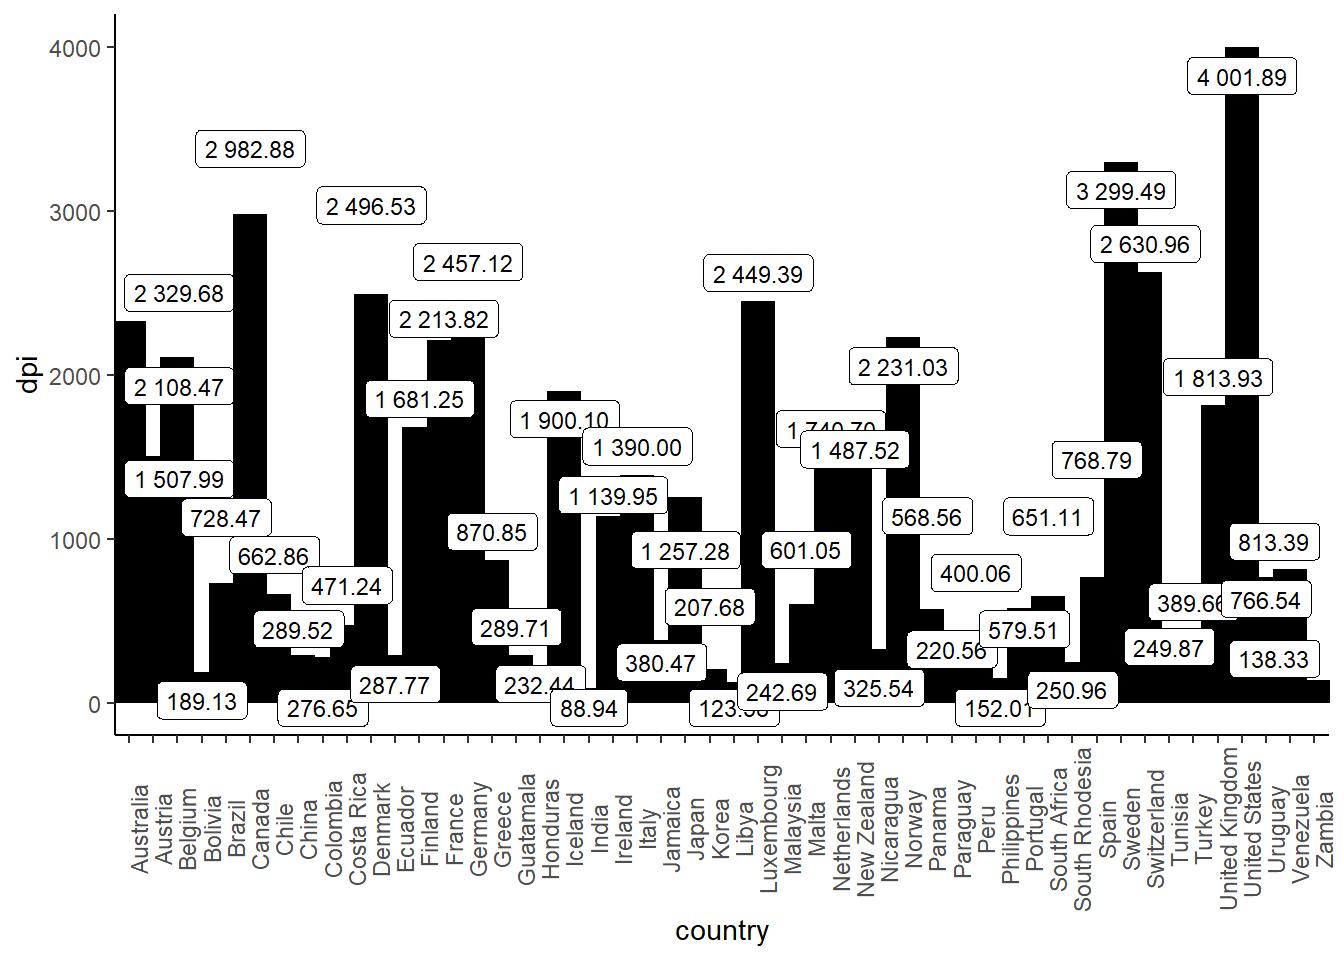 4000
3000
2000
1000
0
dpi
4 001.89
2 982.88
3 299.49
2 496.53
2 630.96
2 457.12
2 449.39
2 329.68
2 213.82
2 231.03
1 813.93
2 108.47
1 681.25
1 900.10
1 390.00
1 487.52
768.79
1 507.99
1 139.95
728.47
568.56
651.11
870.85
813.39
662.86
1 257.28
601.05
471.24
400.06
207.68
389.66
766.54
289.52
289.71
579.51
220.56
380.47
249.87
138.33
287.77
232.44
242.69
325.54
250.96
189.13
276.65
88.94
152.01
Australia
Austria
Belgium
Bolivia
Brazil
Canada
Chile
China
Colombia
Costa Rica
Denmark
Ecuador
Finland
France
Germany
Greece
Guatamala
Honduras
Iceland
India
Ireland
Italy
Jamaica
Japan
Korea
Libya
Luxembourg
Malaysia
Malta
Netherlands
New Zealand
Nicaragua
Norway
Panama
Paraguay
Peru
Philippines
Portugal
South Africa
South Rhodesia
Spain
Sweden
Switzerland
Tunisia
Turkey
United Kingdom
United States
Uruguay
Venezuela
Zambia
country